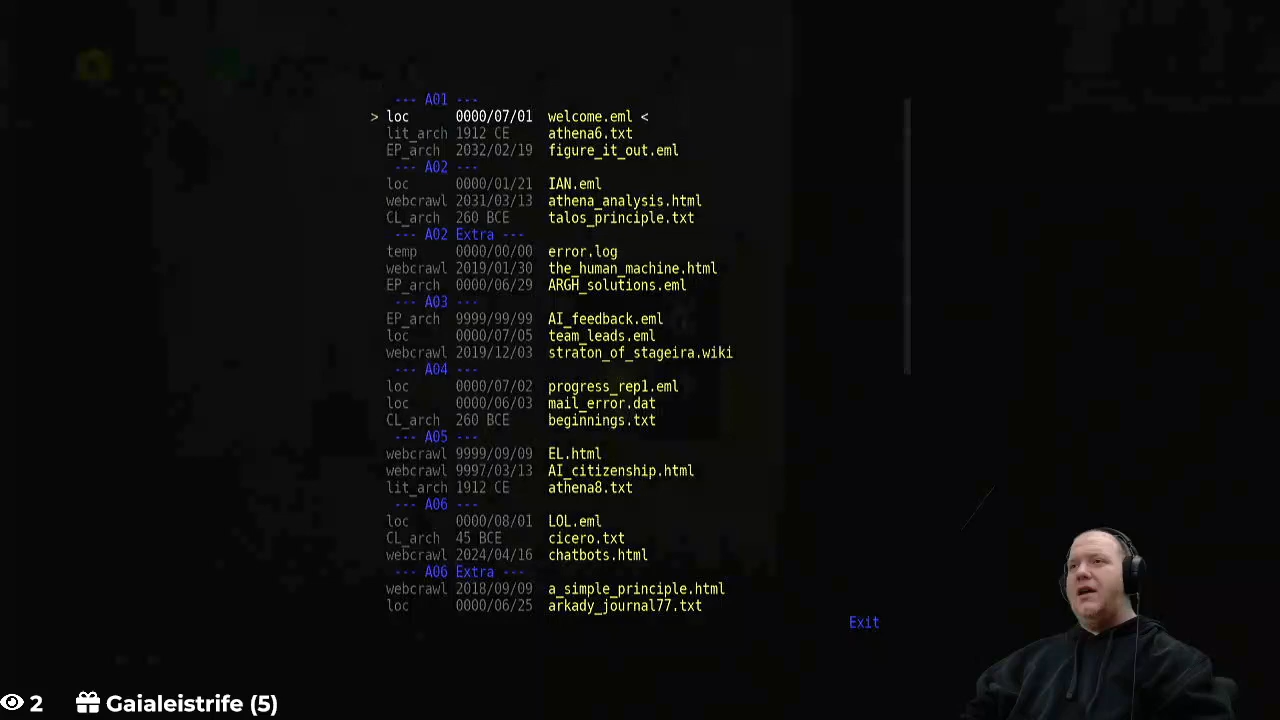 --- A01 ---
> loc 0000/07/01 welcome.eml <
lit_arch 1912 CE athena6.txt
EP_arch 2032/02/19 figure_it_out.eml
--- A02 ---
loc 0000/01/21 IAN.eml
webcrawl 2031/03/13 athena_analysis.html
CL_arch 260 BCE talos_principle.txt
--- A02 Extra ---
temp 0000/00/00 error.log
webcrawl 2019/01/30 the_human_machine.html
EP_arch 0000/06/29 ARGH_solutions.eml
--- A03 ---
EP_arch 9999/99/99 AI_feedback.eml
loc 0000/07/05 team_leads.eml
webcrawl 2019/12/03 straton_of_stageira.wiki
--- A04 ---
loc 0000/07/02 progress_rep1.eml
loc 0000/06/03 mail_error.dat
CL_arch 260 BCE beginnings.txt
--- A05 ---
webcrawl 9999/09/09 EL.html
webcrawl 9997/03/13 AI_citizenship.html
lit_arch 1912 CE athena8.txt
--- A06 ---
loc 0000/08/01 LOL.eml
CL_arch 45 BCE cicero.txt
webcrawl 2024/04/16 chatbots.html
--- A06 Extra ---
webcrawl 2018/09/09 a_simple_principle.html
loc 0000/06/25 arkady_journal77.txt
Exit
2 Gaialeistrife (5)